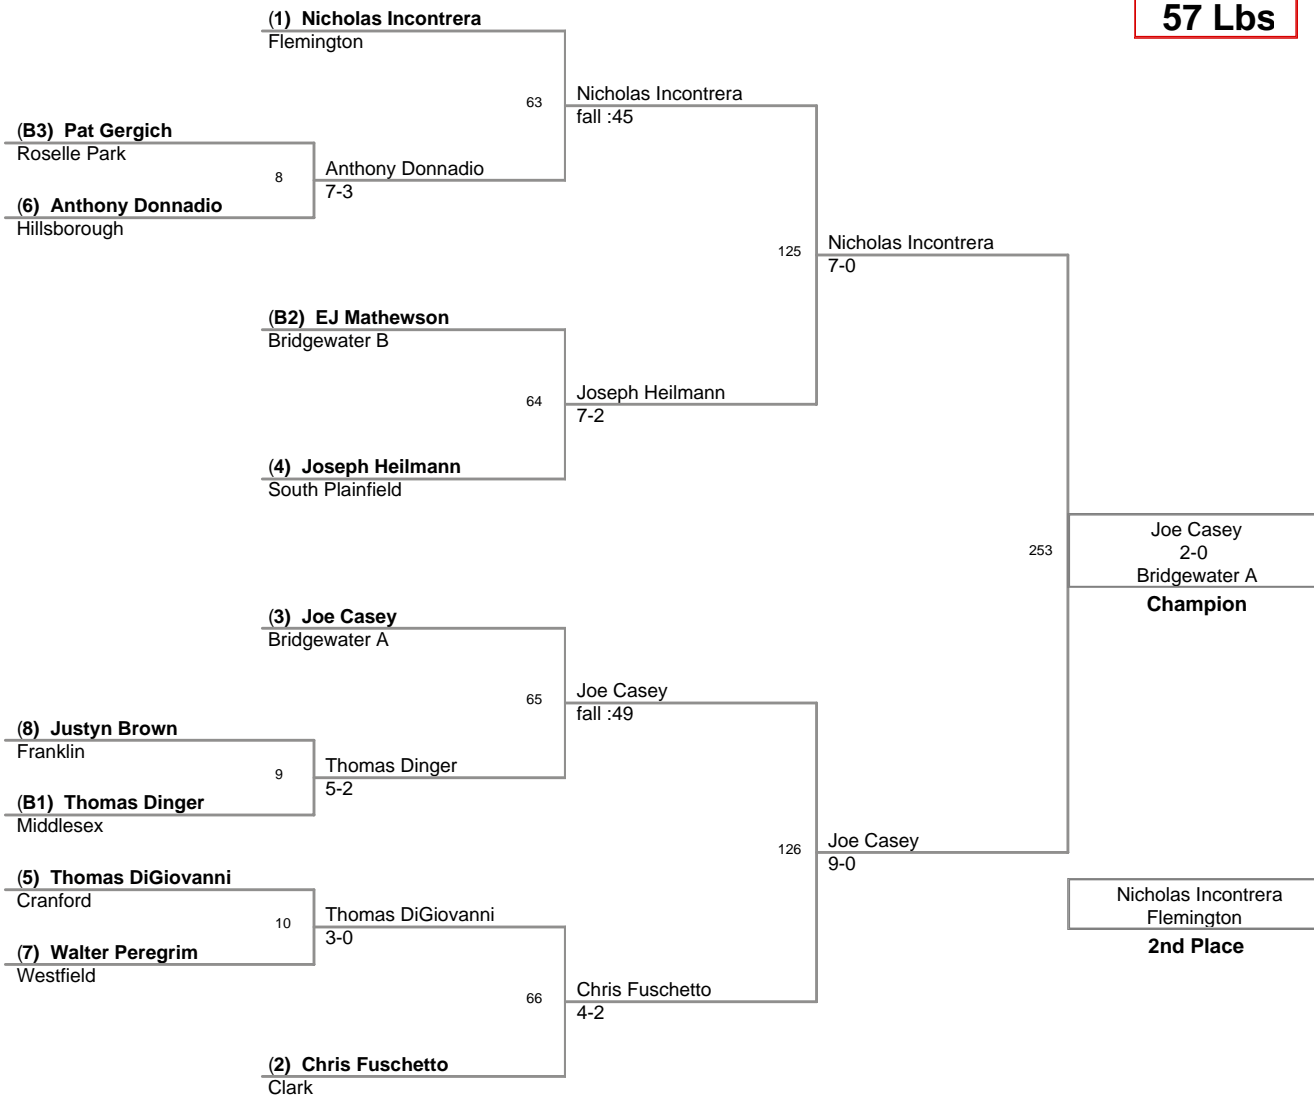 57 Lbs
(1) Nicholas Incontrera
Flemington
63
Nicholas Incontrera
fall :45
(B3) Pat Gergich
Roselle Park
8
Anthony Donnadio
7-3
(6) Anthony Donnadio
Hillsborough
125
Nicholas Incontrera
7-0
(B2) EJ Mathewson
Bridgewater B
64
Joseph Heilmann
7-2
(4) Joseph Heilmann
South Plainfield
253
Joe Casey
2-0
Bridgewater A
Champion
(3) Joe Casey
Bridgewater A
65
Joe Casey
fall :49
(8) Justyn Brown
Franklin
9
Thomas Dinger
5-2
(B1) Thomas Dinger
Middlesex
126
Joe Casey
9-0
(5) Thomas DiGiovanni
Cranford
10
Thomas DiGiovanni
3-0
(7) Walter Peregrim
Westfield
Nicholas Incontrera
Flemington
2nd Place
66
Chris Fuschetto
4-2
(2) Chris Fuschetto
Clark